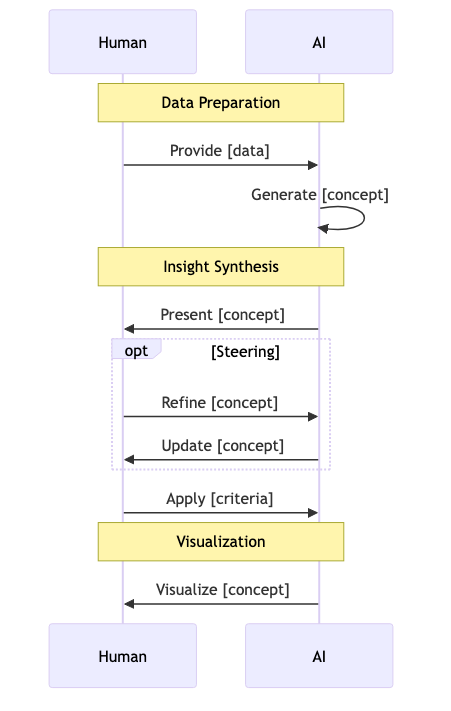 Human
AI
Data Preparation
Provide [data]
Generate [concept]
Insight Synthesis
Present [concept]
opt
[Steering]
Refine [concept]
Update [concept]
Apply [criteria]
Visualization
Visualize [concept]
Human
AI